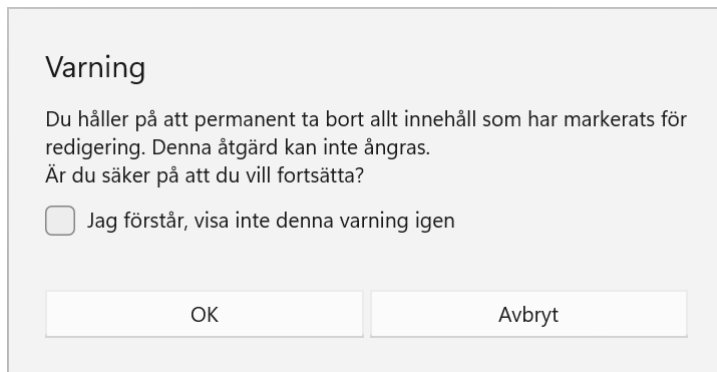 Varning
Du håller på att permanent ta bort allt innehåll som har markerats för
redigering. Denna åtgärd kan inte ångras.
Är du säker på att du vill fortsätta?
Jag förstår, visa inte denna varning igen
OK
Avbryt